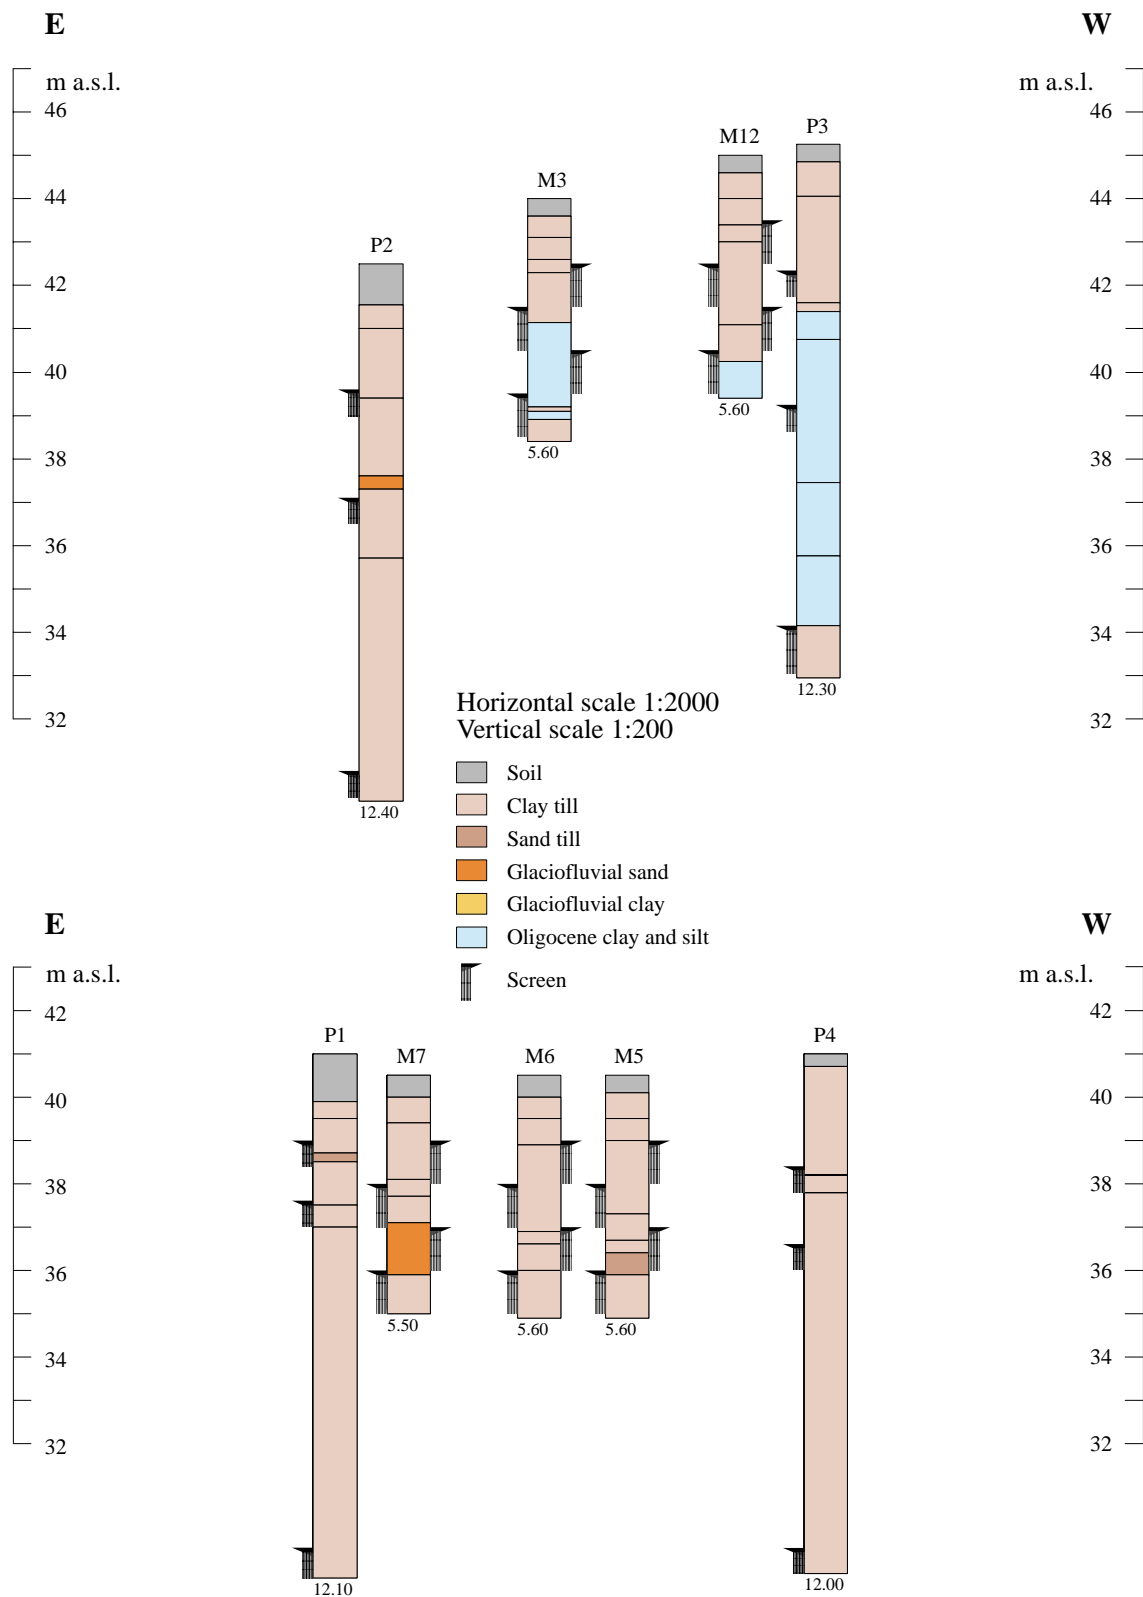 E
W
m a.s.l.
m a.s.l.
46
46
P3
M12
M3
44
44
P2
42
42
40
40
5.60
5.60
38
38
36
36
34
34
12.30
Horizontal scale 1:2000
32
32
Vertical scale 1:200
Soil
Clay till
12.40
Sand till
Glaciofluvial sand
Glaciofluvial clay
E
W
Oligocene clay and silt
m a.s.l.
m a.s.l.
Screen
42
42
P1
P4
M7
M6
M5
40
40
38
38
36
36
5.50
5.60
5.60
34
34
32
32
12.10
12.00